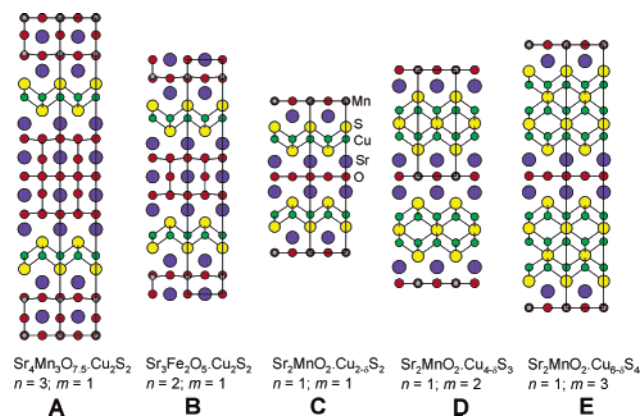 Mn
S
Cu
Sr
O
Sr₄Mn₃O₇.₅.Cu₂S₂ Sr₃Fe₂O₅.Cu₂S₂ Sr₂MnO₂.Cu₂₋δS₂ Sr₂MnO₂.Cu₄₋δS₃ Sr₂MnO₂.Cu₆₋δS₄
n = 3; m = 1 n = 2; m = 1 n = 1; m = 1 n = 1; m = 2 n = 1; m = 3
A B C D E